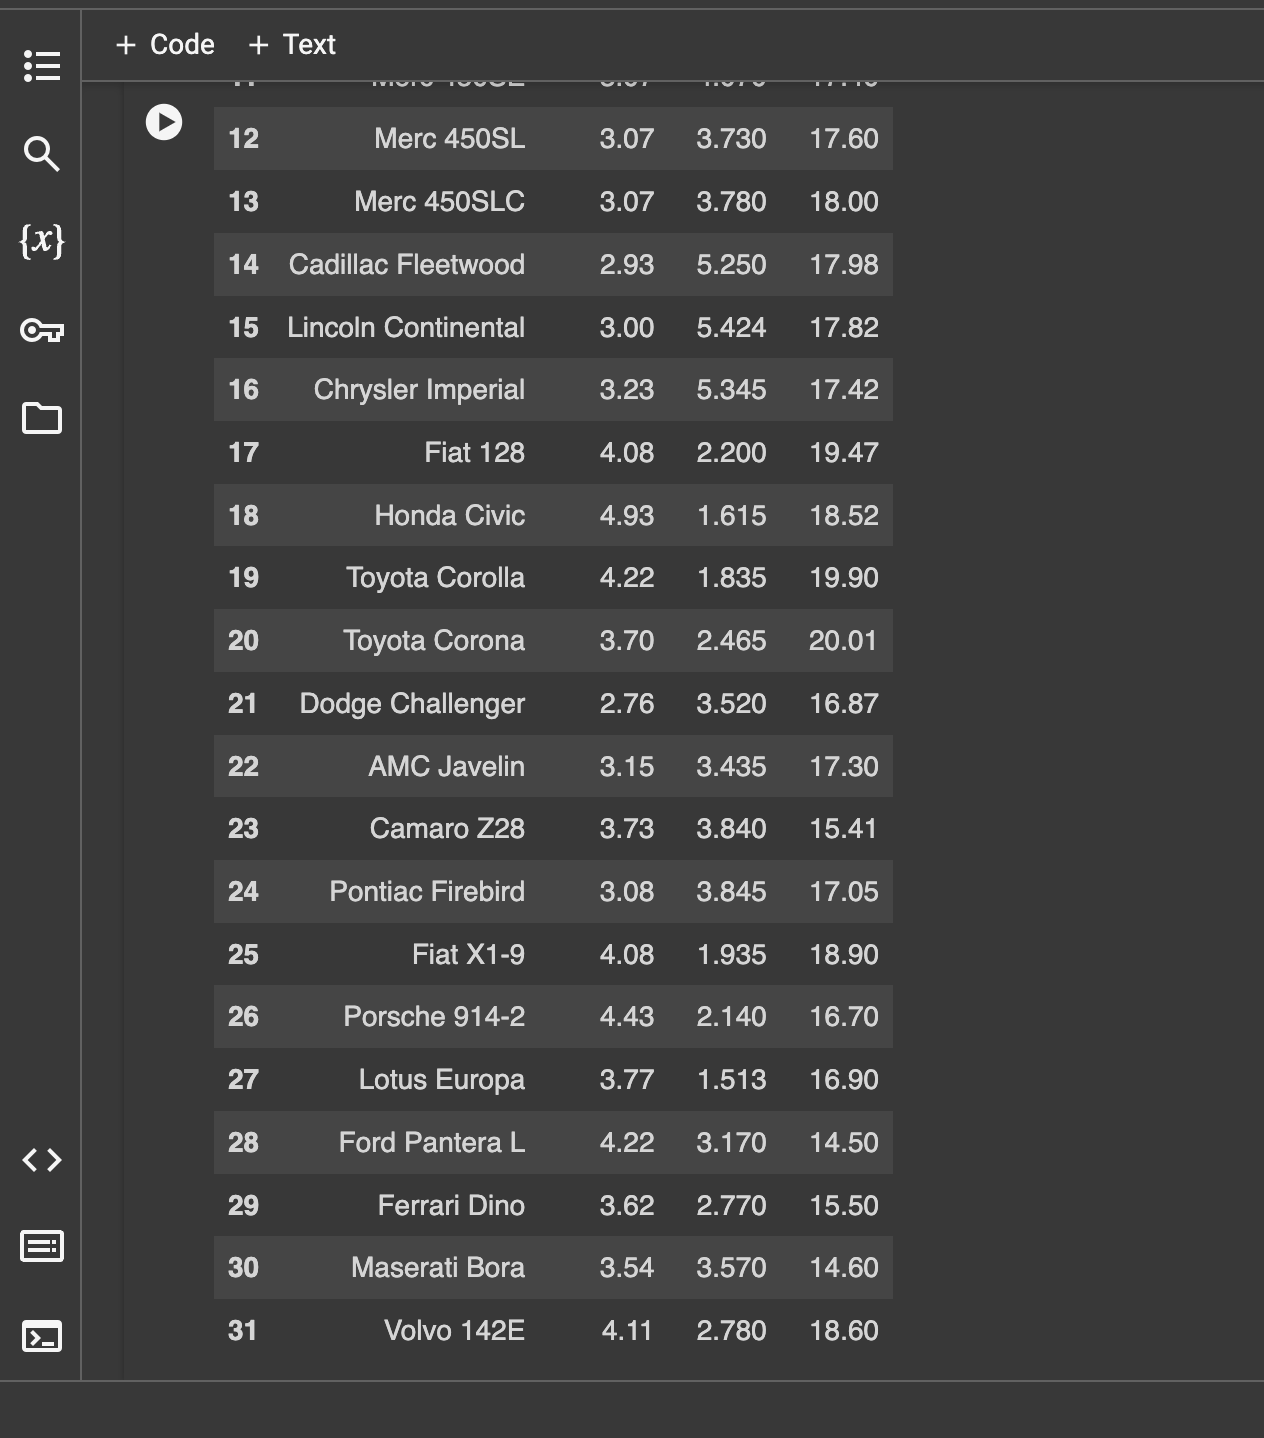 + Code + Text
12 Merc 450SL 3.07 3.730 17.60
{x}
13 Merc 450SLC 3.07 3.780 18.00
14 Cadillac Fleetwood 2.93 5.250 17.98
15 Lincoln Continental 3.00 5.424 17.82
16 Chrysler Imperial 3.23 5.345 17.42
17 Fiat 128 4.08 2.200 19.47
18 Honda Civic 4.93 1.615 18.52
19 Toyota Corolla 4.22 1.835 19.90
20 Toyota Corona 3.70 2.465 20.01
21 Dodge Challenger 2.76 3.520 16.87
22 AMC Javelin 3.15 3.435 17.30
23 Camaro Z28 3.73 3.840 15.41
24 Pontiac Firebird 3.08 3.845 17.05
25 Fiat X1-9 4.08 1.935 18.90
26 Porsche 914-2 4.43 2.140 16.70
27 Lotus Europa 3.77 1.513 16.90
28 Ford Pantera L 4.22 3.170 14.50
29 Ferrari Dino 3.62 2.770 15.50
30 Maserati Bora 3.54 3.570 14.60
31 Volvo 142E 4.11 2.780 18.60